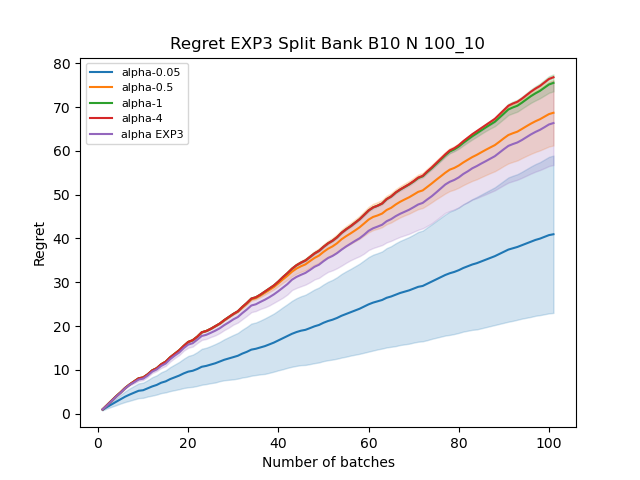 Regret EXP3 Split Bank B10 N 100_10
alpha-0.05
alpha-0.5
alpha-1
alpha-4
alpha EXP3
Regret
80
70
60
50
40
30
20
10
0
0 20 40 60 80 100
Number of batches